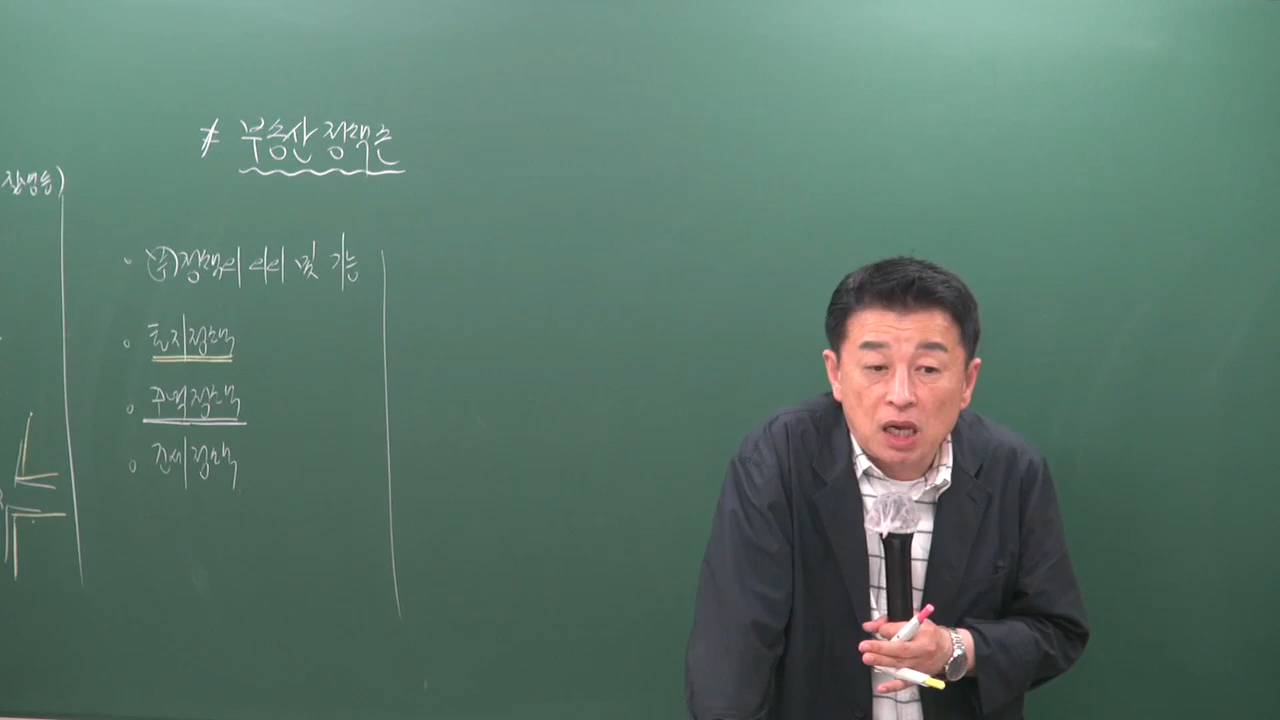 * 부동산 정책론
• (부)정책의 의의 및 기능
• 토지정책
• 주택정책
• 조세정책